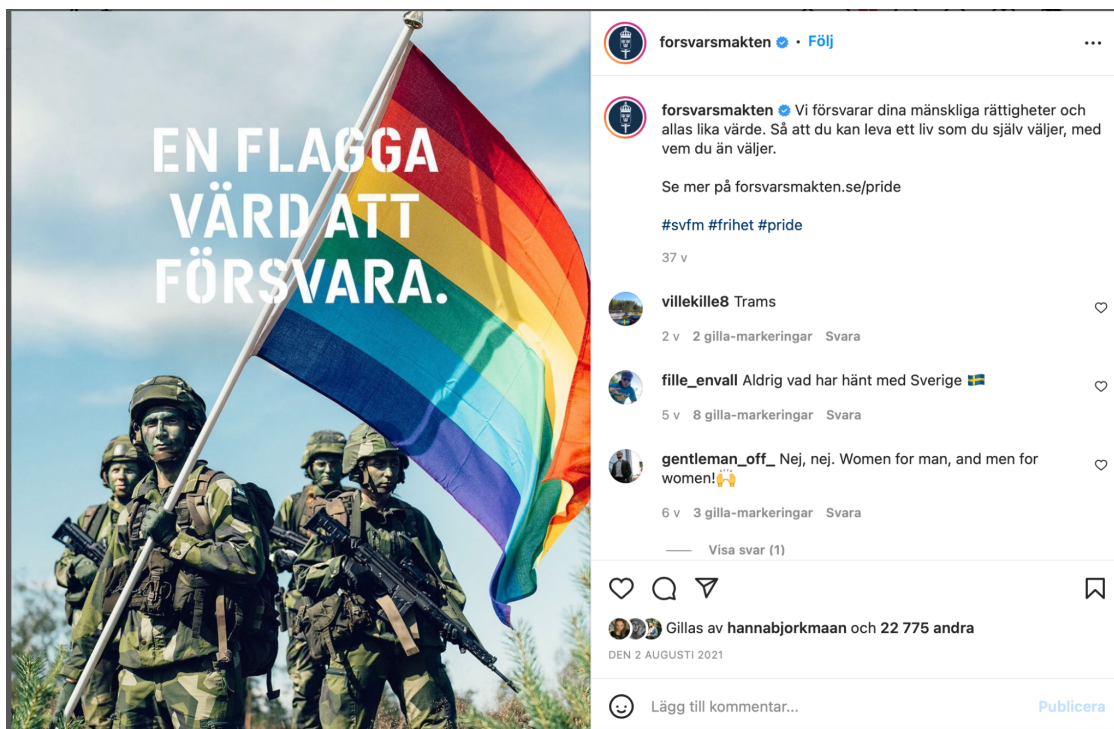 EN FLAGGA
VÄRD ATT
FÖRSVARA.
forsvarsmakten • Följ
forsvarsmakten Vi försvarar dina mänskliga rättigheter och
allas lika värde. Så att du kan leva ett liv som du själv väljer, med
vem du än väljer.
Se mer på forsvarsmakten.se/pride
#svfm #frihet #pride
37 v
villekille8 Trams
2 v 2 gilla-markeringar Svara
fille_envall Aldrig vad har hänt med Sverige 🇸🇪
5 v 8 gilla-markeringar Svara
gentleman_off_ Nej, nej. Women for man, and men for
women!🙌
6 v 3 gilla-markeringar Svara
Visa svar (1)
Gillas av hannabjorkmaan och 22 775 andra
DEN 2 AUGUSTI 2021
Lägg till kommentar... Publicera